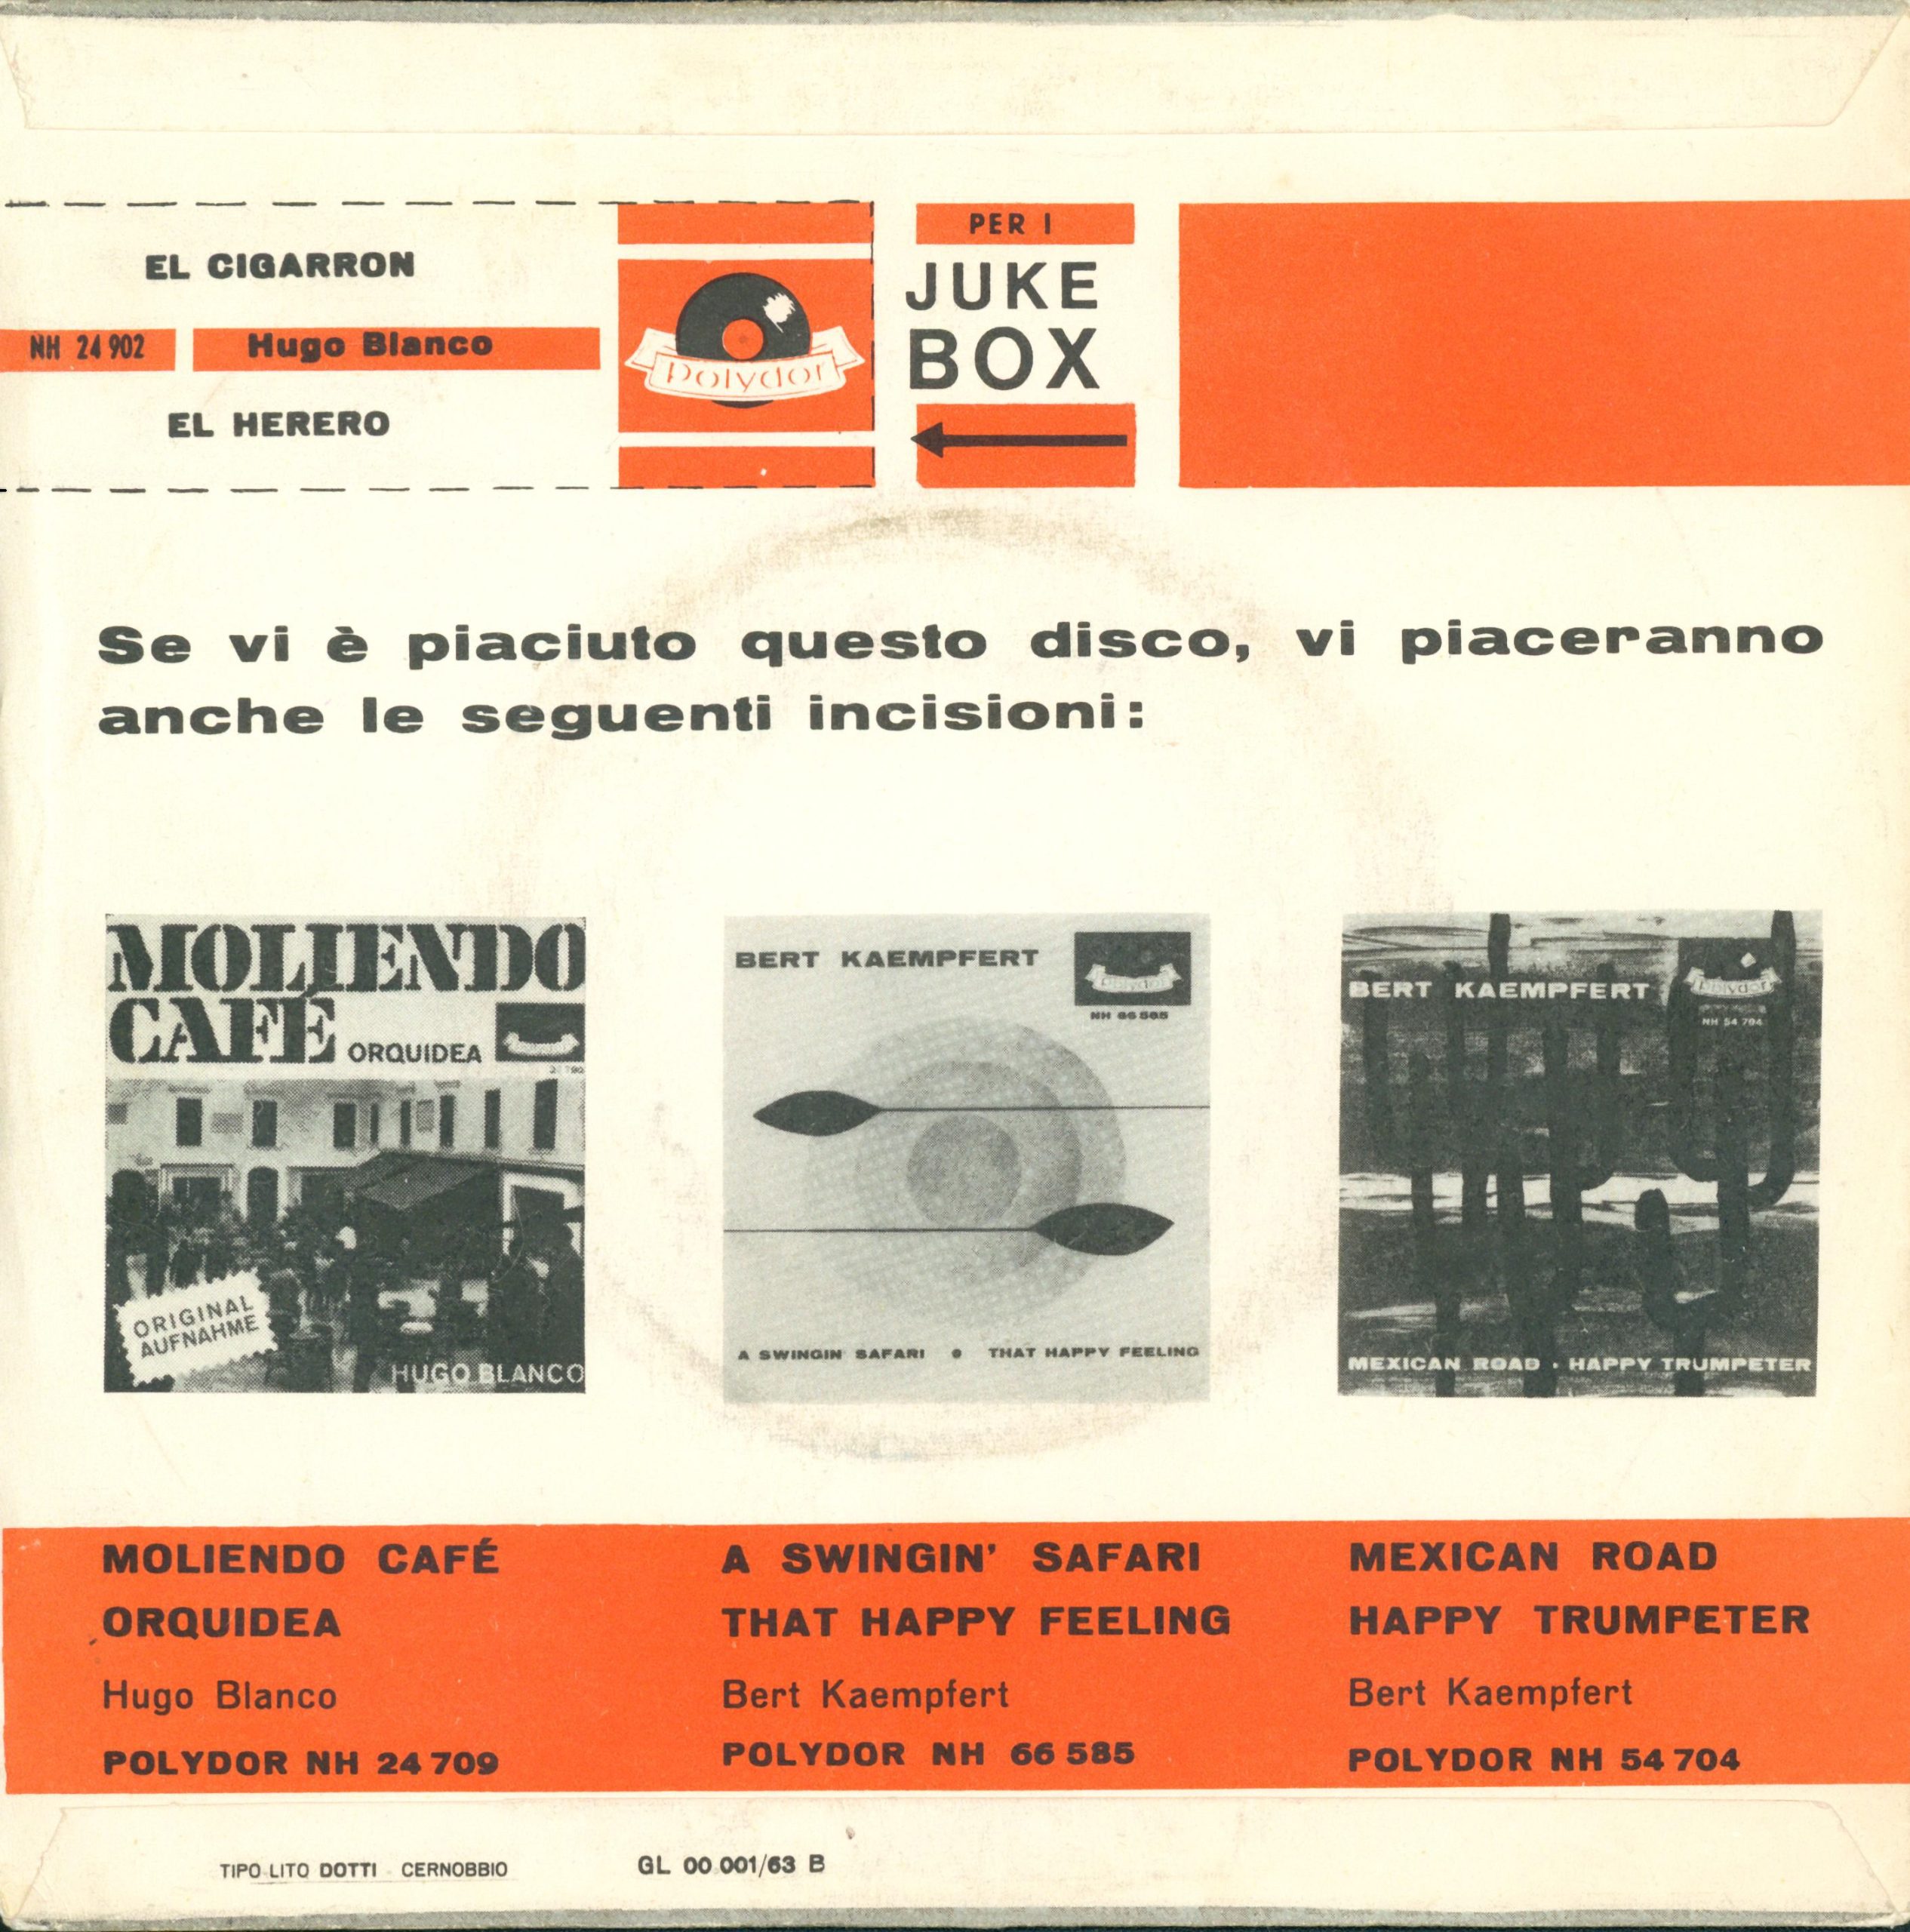 EL CIGARRON
NH 24 902
Hugo Blanco
EL HERERO
Polydor
PER I
JUKE
BOX
Se vi è piaciuto questo disco, vi piaceranno
anche le seguenti incisioni:
MOLIENDO
CAFÉ
ORQUIDEA
ORIGINAL
AUFNAHME
HUGO BLANCO
BERT KAEMPFERT
Polydor
NH 66 585
A SWINGIN' SAFARI • THAT HAPPY FEELING
BERT KAEMPFERT
Polydor
NH 54 704
MEXICAN ROAD · HAPPY TRUMPETER
MOLIENDO CAFÉ
ORQUIDEA
Hugo Blanco
POLYDOR NH 24 709
A SWINGIN' SAFARI
THAT HAPPY FEELING
Bert Kaempfert
POLYDOR NH 66 585
MEXICAN ROAD
HAPPY TRUMPETER
Bert Kaempfert
POLYDOR NH 54 704
TIPO LITO DOTTI - CERNOBBIO
GL 00 001/63 B